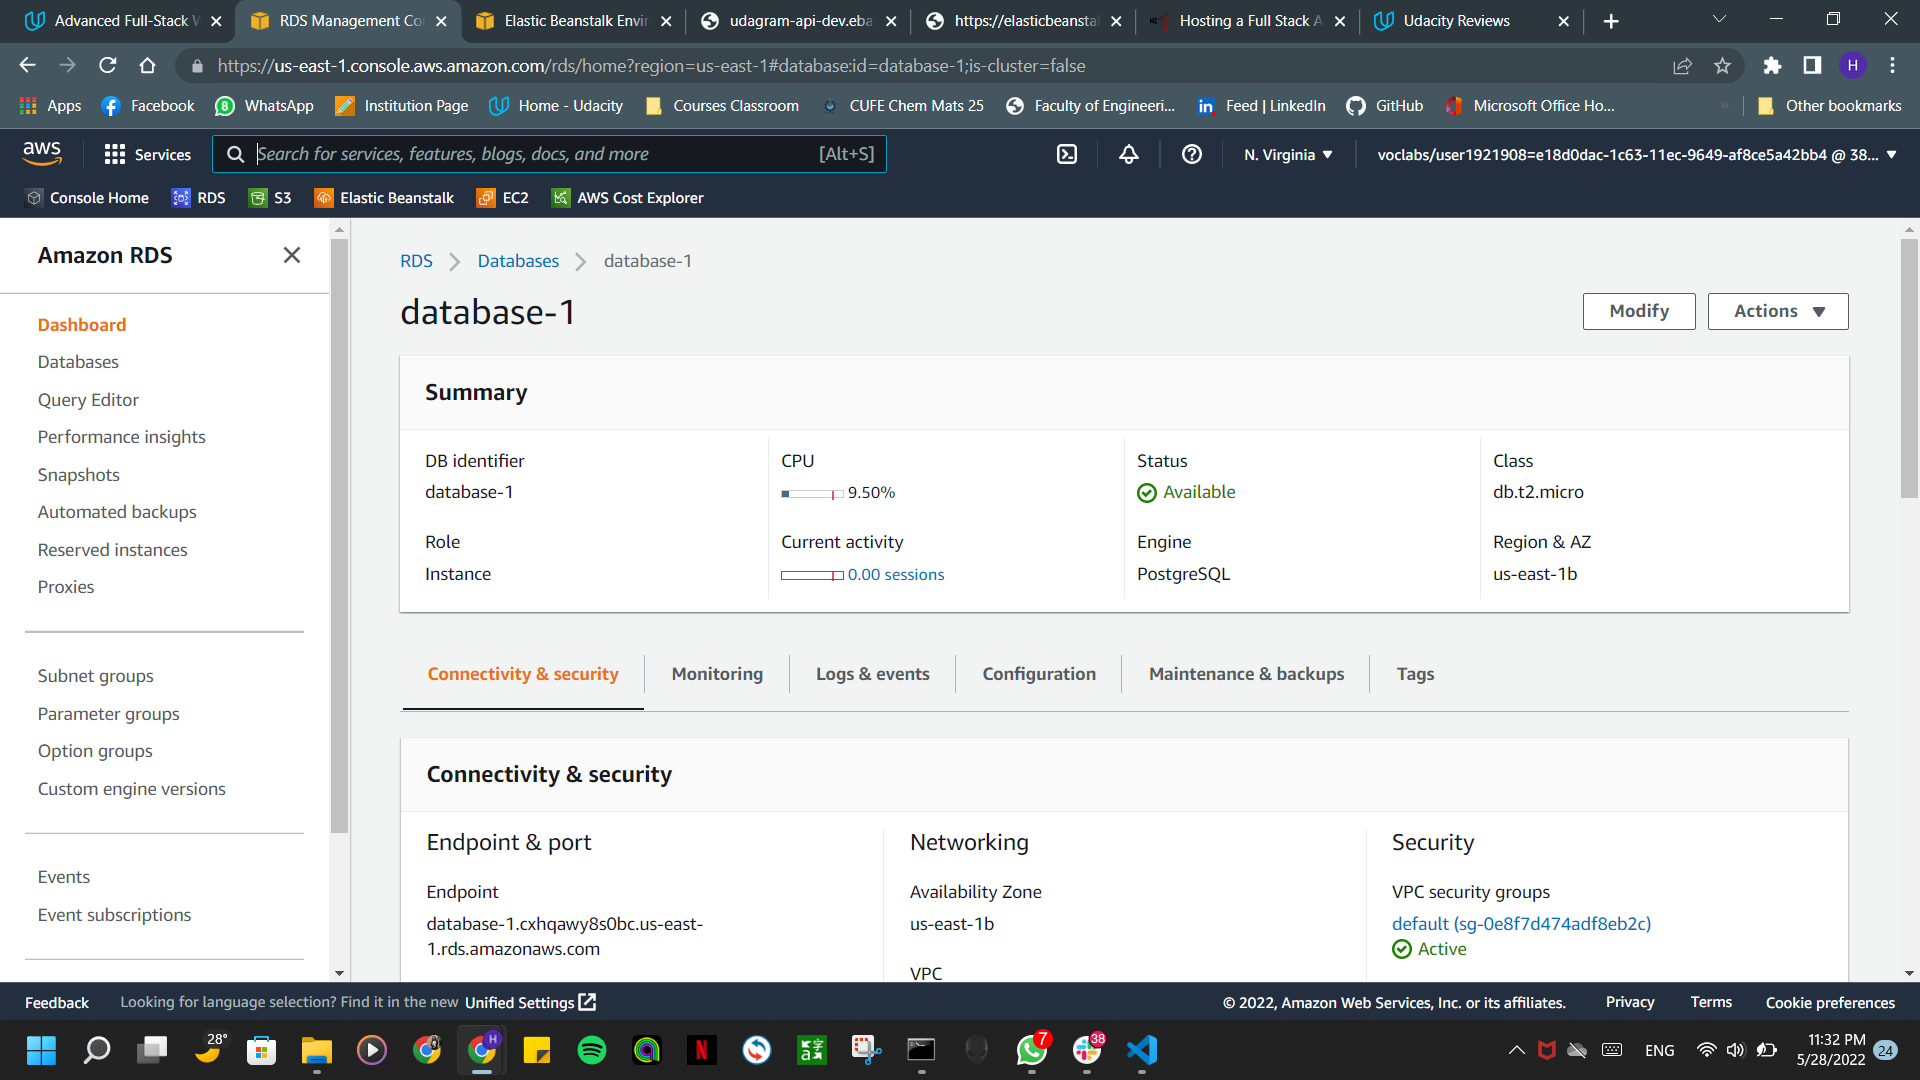 Advanced Full-Stack
RDS Management Co
Elastic Beanstalk Envir
udagram-api-dev.eba
https://elasticbeansta
Hosting a Full Stack A
Udacity Reviews
https://us-east-1.console.aws.amazon.com/rds/home?region=us-east-1#database:id=database-1;is-cluster=false
H
Apps
Facebook
WhatsApp
Institution Page
Home - Udacity
Courses Classroom
CUFE Chem Mats 25
Faculty of Engineeri...
Feed | LinkedIn
GitHub
Microsoft Office Ho...
Other bookmarks
aws
Services
Search for services, features, blogs, docs, and more
[Alt+S]
N. Virginia
voclabs/user1921908=e18d0dac-1c63-11ec-9649-af8ce5a42bb4 @ 38...
Console Home
RDS
S3
Elastic Beanstalk
EC2
AWS Cost Explorer
Amazon RDS
Dashboard
Databases
Query Editor
Performance insights
Snapshots
Automated backups
Reserved instances
Proxies
Subnet groups
Parameter groups
Option groups
Custom engine versions
Events
Event subscriptions
RDS
Databases
database-1
database-1
Modify
Actions
Summary
DB identifier
database-1
CPU
9.50%
Status
Available
Class
db.t2.micro
Role
Instance
Current activity
0.00 sessions
Engine
PostgreSQL
Region & AZ
us-east-1b
Connectivity & security
Monitoring
Logs & events
Configuration
Maintenance & backups
Tags
Connectivity & security
Endpoint & port
Endpoint
database-1.cxhqawy8s0bc.us-east-
1.rds.amazonaws.com
Networking
Availability Zone
us-east-1b
VPC
Security
VPC security groups
default (sg-0e8f7d474adf8eb2c)
Active
Feedback
Looking for language selection? Find it in the new Unified Settings
© 2022, Amazon Web Services, Inc. or its affiliates.
Privacy
Terms
Cookie preferences
28°
H
7
38
ENG
11:32 PM
5/28/2022
24